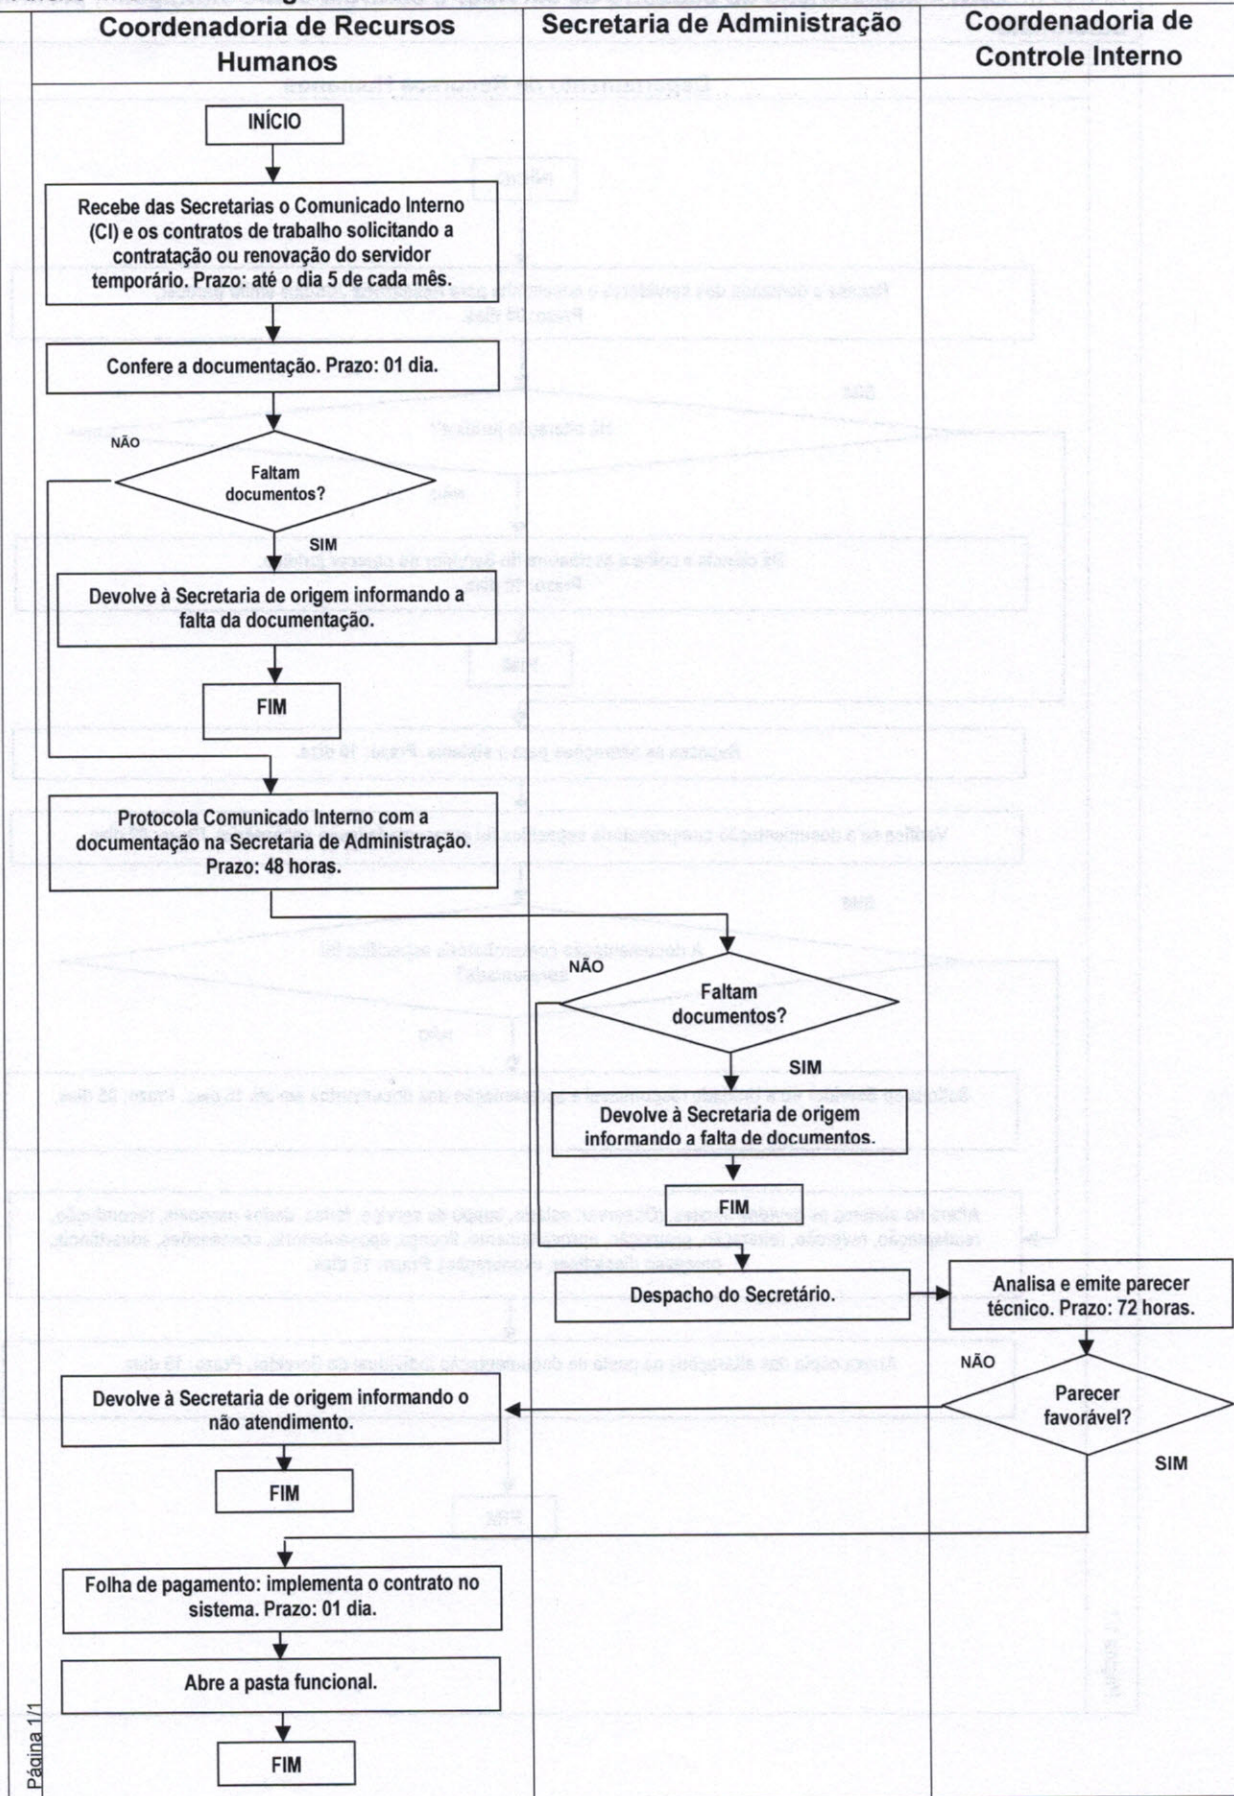 Coordenadoria de Recursos
Humanos
Secretaria de Administração
Coordenadoria de
Controle Interno
INÍCIO
Recebe das Secretarias o Comunicado Interno
(CI) e os contratos de trabalho solicitando a
contratação ou renovação do servidor
temporário. Prazo: até o dia 5 de cada mês.
Confere a documentação. Prazo: 01 dia.
NÃO
Faltam
documentos?
SIM
Devolve à Secretaria de origem informando a
falta da documentação.
FIM
Protocola Comunicado Interno com a
documentação na Secretaria de Administração.
Prazo: 48 horas.
NÃO
Faltam
documentos?
SIM
Devolve à Secretaria de origem
informando a falta de documentos.
FIM
Despacho do Secretário.
Analisa e emite parecer
técnico. Prazo: 72 horas.
NÃO
Parecer
favorável?
SIM
Devolve à Secretaria de origem informando o
não atendimento.
FIM
Folha de pagamento: implementa o contrato no
sistema. Prazo: 01 dia.
Abre a pasta funcional.
FIM
Página 1/1